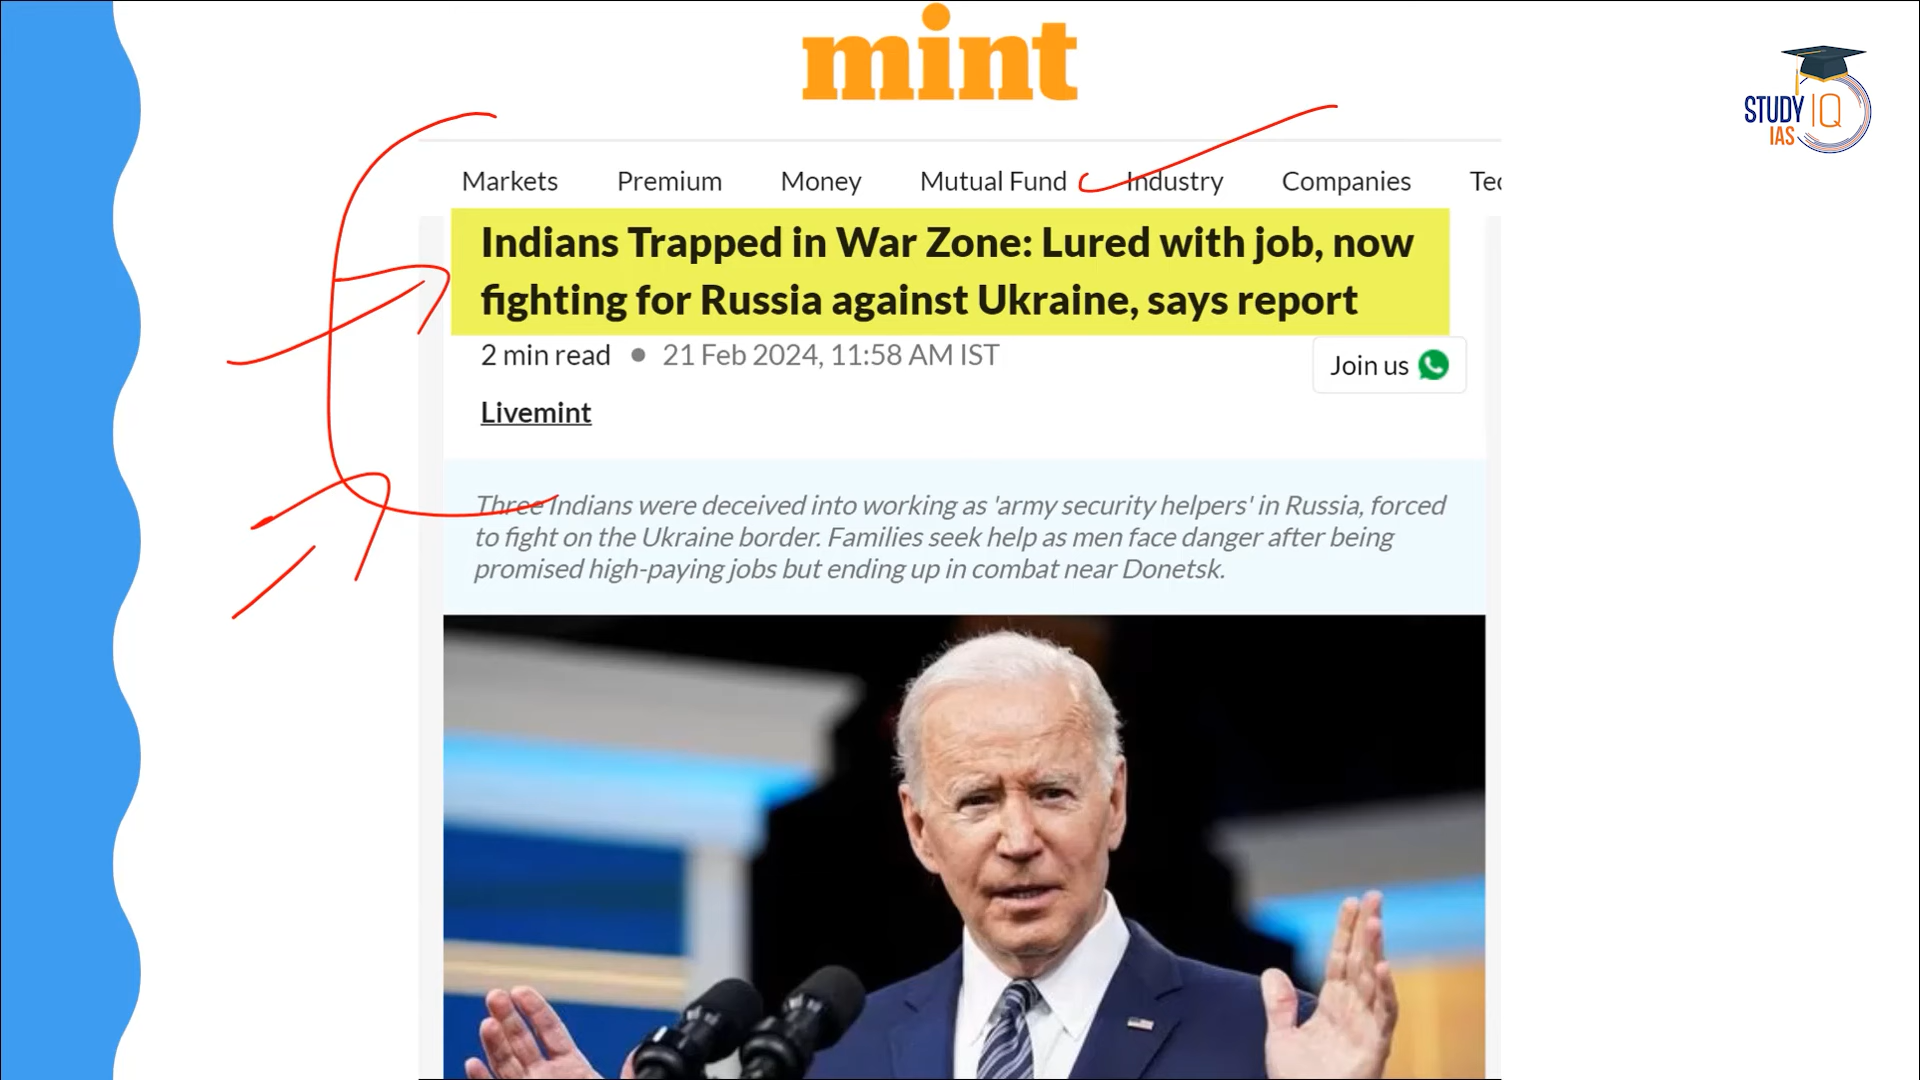 mint
STUDY IQ
IAS
Markets Premium Money Mutual Fund Industry Companies Tec
Indians Trapped in War Zone: Lured with job, now
fighting for Russia against Ukraine, says report
2 min read • 21 Feb 2024, 11:58 AM IST
Join us
Livemint
Three Indians were deceived into working as 'army security helpers' in Russia, forced
to fight on the Ukraine border. Families seek help as men face danger after being
promised high-paying jobs but ending up in combat near Donetsk.